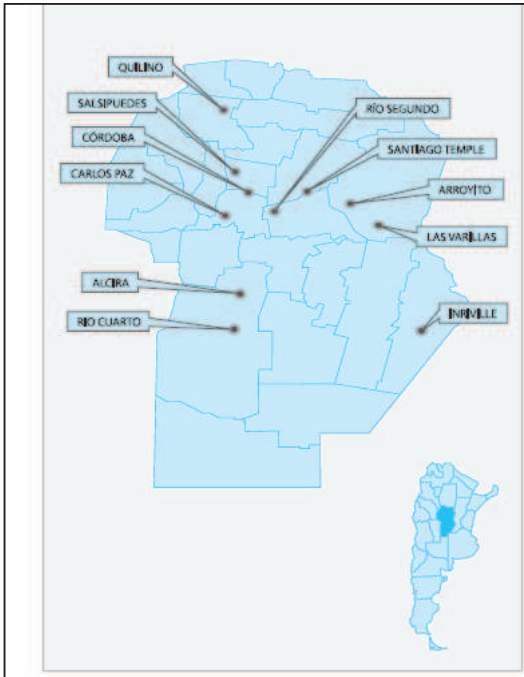 QUILINO
SALSIPUEDES
CÓRDOBA
CARLOS PAZ
RÍO SEGUNDO
SANTIAGO TEMPLE
ARROYITO
LAS VARILLAS
ALCIRA
RIO CUARTO
INRIVILLE